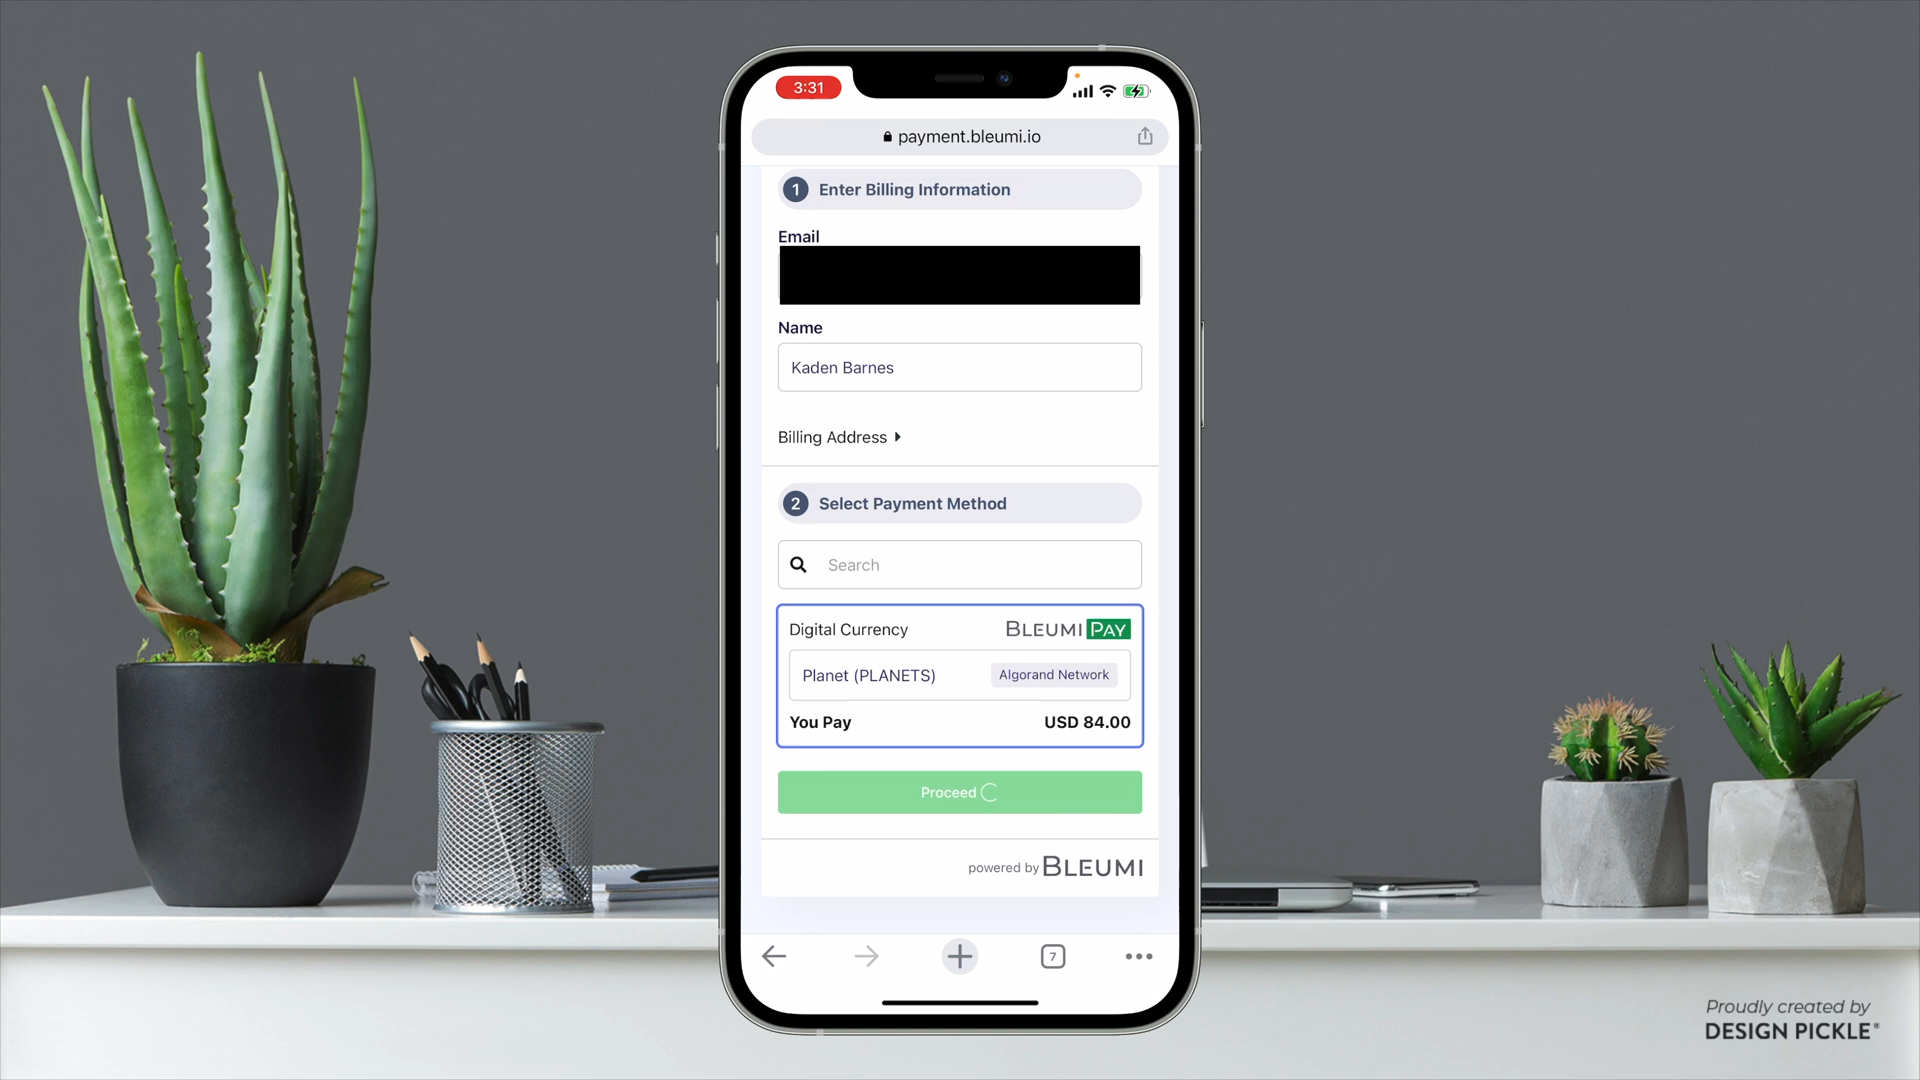 3:31
payment.bleumi.io
1 Enter Billing Information
Email
Name
Kaden Barnes
Billing Address
2 Select Payment Method
Search
Digital Currency BLEUMI PAY
Planet (PLANETS) Algorand Network
You Pay USD 84.00
Proceed
powered by BLEUMI
7
Proudly created by
DESIGN PICKLE®